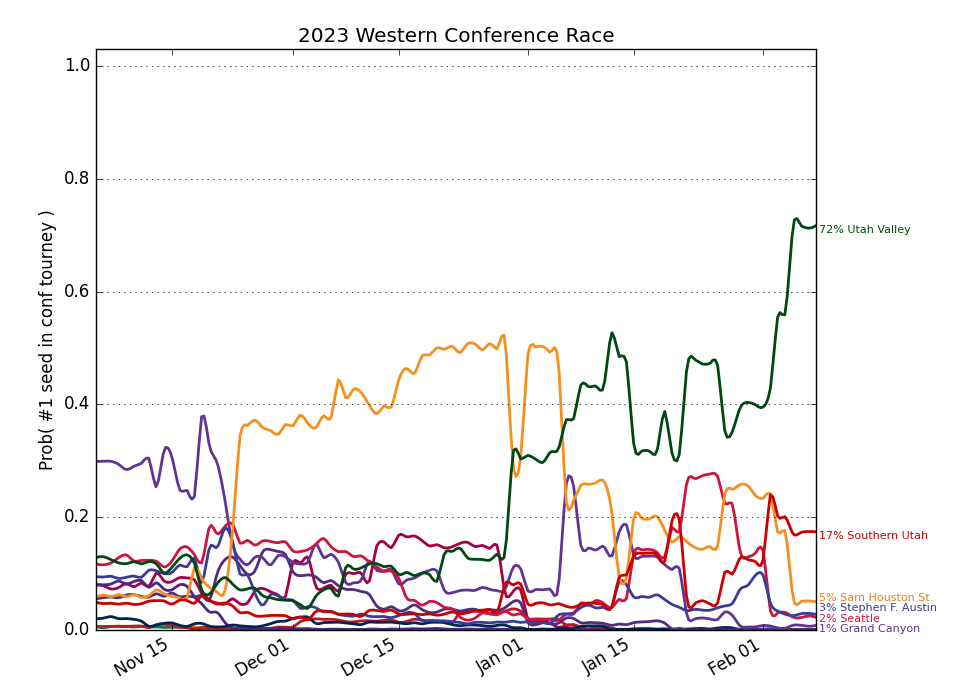 2023 Western Conference Race
Prob( #1 seed in conf tourney )
1.0
0.8
0.6
0.4
0.2
0.0
72% Utah Valley
17% Southern Utah
5% Sam Houston St.
3% Stephen F. Austin
2% Seattle
1% Grand Canyon
Nov 15
Dec 01
Dec 15
Jan 01
Jan 15
Feb 01